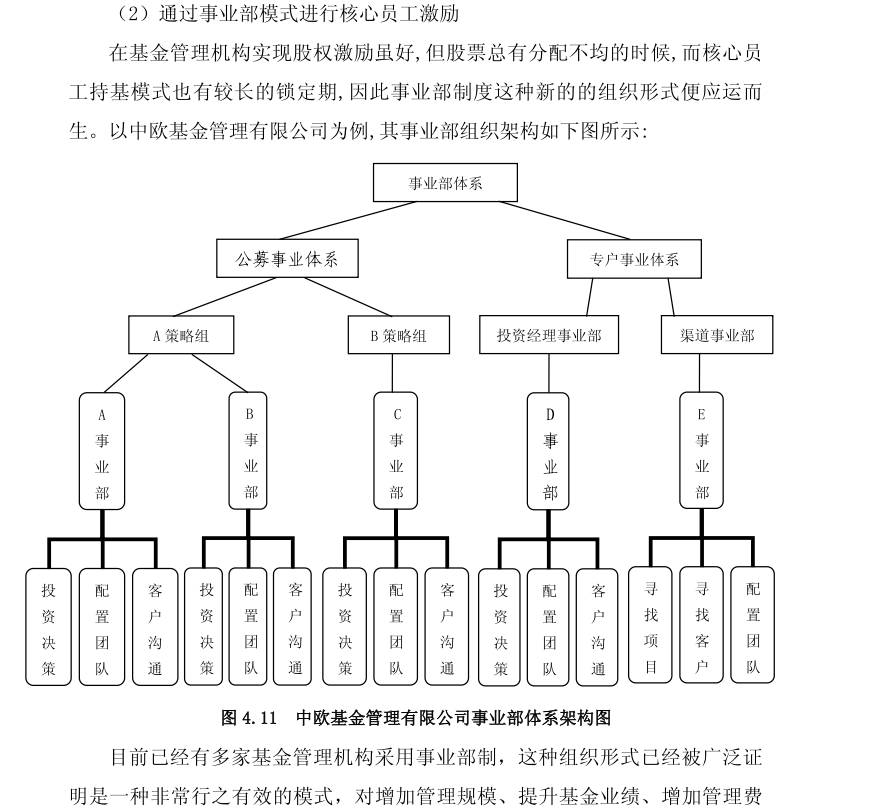 （2）通过事业部模式进行核心员工激励
在基金管理机构实现股权激励虽好,但股票总有分配不均的时候,而核心员
工持基模式也有较长的锁定期,因此事业部制度这种新的的组织形式便应运而
生。以中欧基金管理有限公司为例,其事业部组织架构如下图所示:
事业部体系
公募事业体系
专户事业体系
A 策略组
B 策略组
投资经理事业部
渠道事业部
A事业部
B事业部
C事业部
D事业部
E事业部
投资决策
配置团队
客户沟通
投资决策
配置团队
客户沟通
投资决策
配置团队
客户沟通
投资决策
配置团队
客户沟通
寻找项目
寻找客户
配置团队
图 4.11 中欧基金管理有限公司事业部体系架构图
目前已经有多家基金管理机构采用事业部制，这种组织形式已经被广泛证
明是一种非常行之有效的模式，对增加管理规模、提升基金业绩、增加管理费